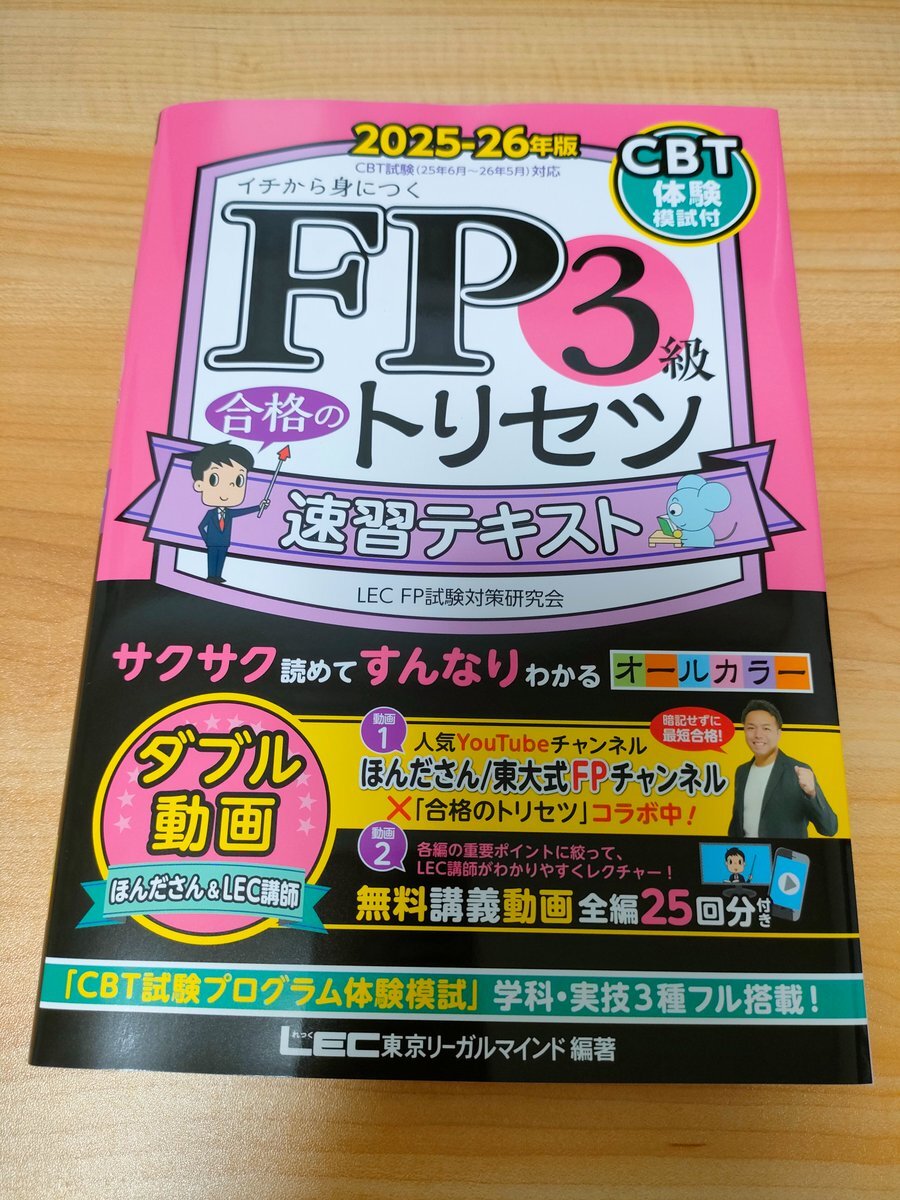 2025-26年版
CBT試験（25年6月～26年5月）対応
CBT
体験
模試付
イチから身につく
FP3級
合格の
トリセツ
速習テキスト
LEC FP試験対策研究会
サクサク読めてすんなりわかる オールカラー
ダブル
動画
ほんださん&LEC講師
動画
1
人気YouTubeチャンネル
ほんださん/東大式FPチャンネル
×「合格のトリセツ」コラボ中！
暗記せずに
最短合格！
動画
2
各編の重要ポイントに絞って、
LEC講師がわかりやすくレクチャー！
無料講義動画全編25回分付き
「CBT試験プログラム体験模試」学科・実技3種フル搭載！
れっく
LEC東京リーガルマインド 編著